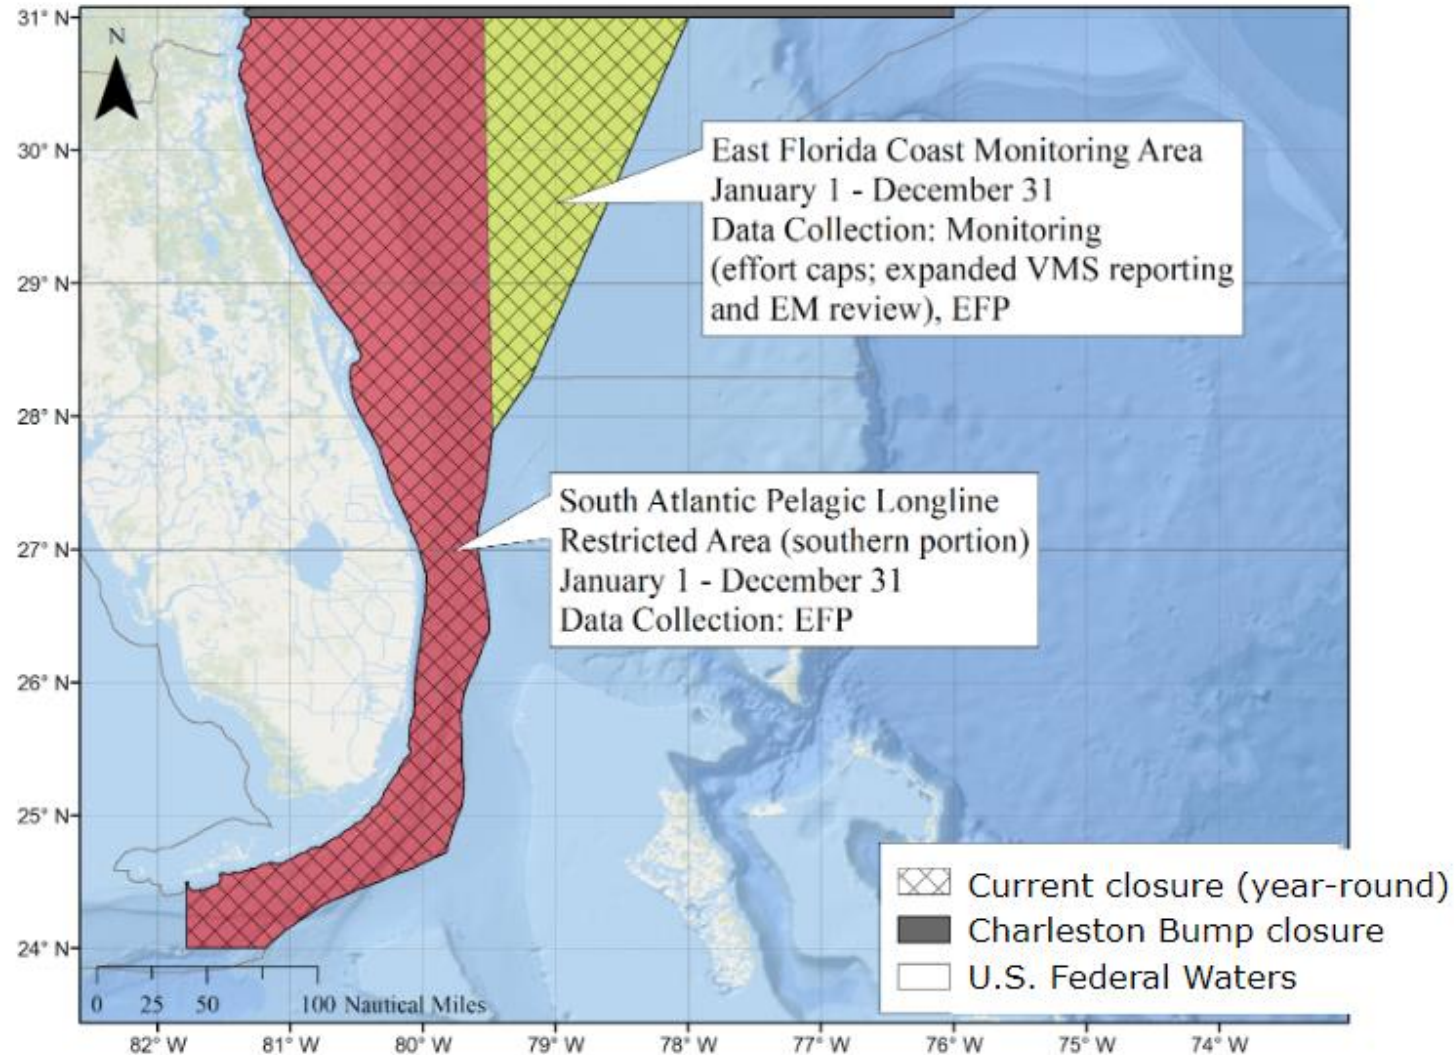 31° N
N
30° N
29° N
28° N
27° N
26° N
25° N
24° N
East Florida Coast Monitoring Area
January 1 - December 31
Data Collection: Monitoring
(effort caps; expanded VMS reporting
and EM review), EFP
South Atlantic Pelagic Longline
Restricted Area (southern portion)
January 1 - December 31
Data Collection: EFP
Current closure (year-round)
Charleston Bump closure
U.S. Federal Waters
0 25 50 100 Nautical Miles
82° W 81° W 80° W 79° W 78° W 77° W 76° W 75° W 74° W